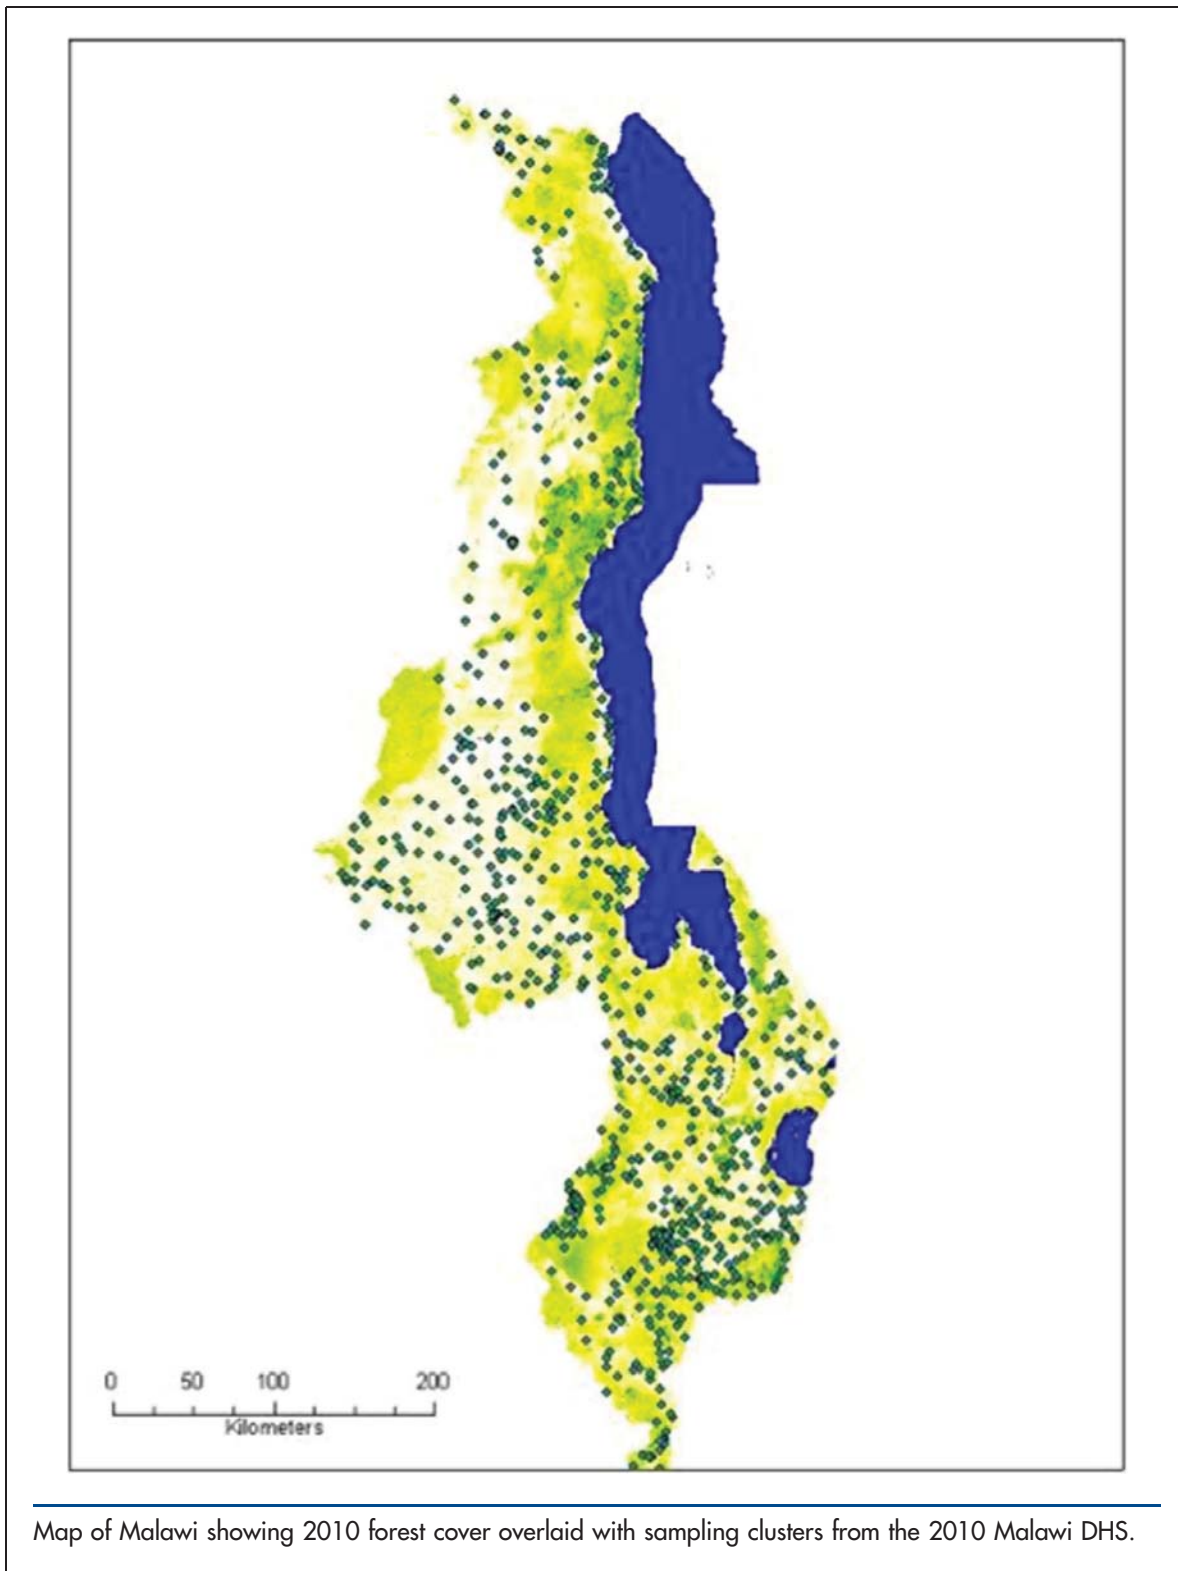 0 50 100 200
Kilometers
Map of Malawi showing 2010 forest cover overlaid with sampling clusters from the 2010 Malawi DHS.